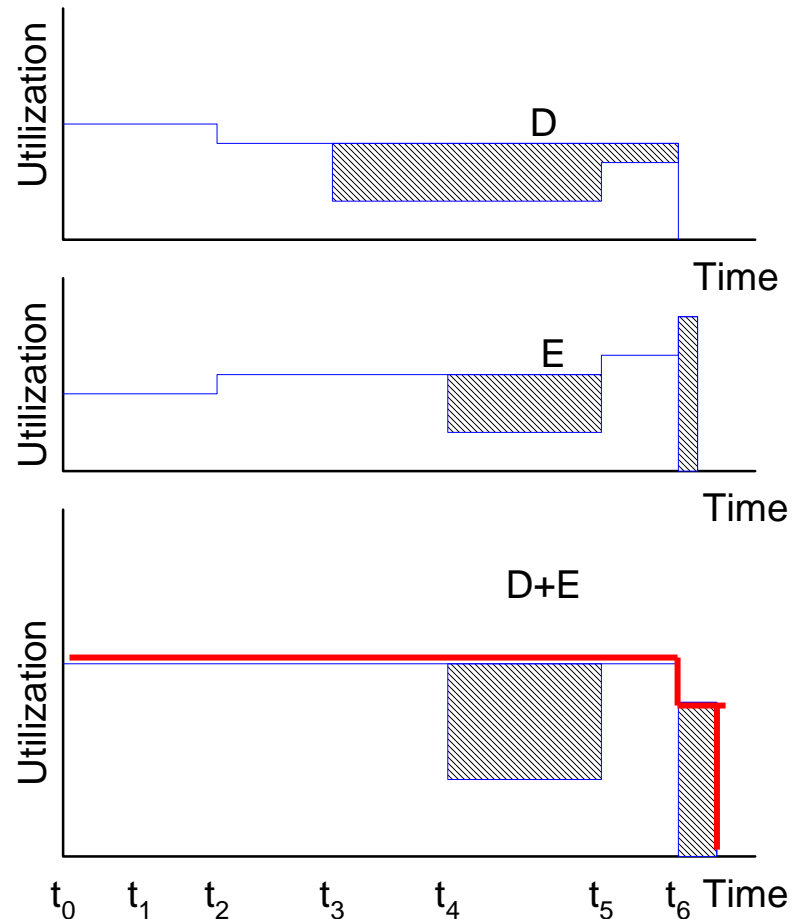 Utilization
D
Time
Utilization
E
Time
Utilization
D+E
t₀ t₁ t₂ t₃ t₄ t₅ t₆ Time